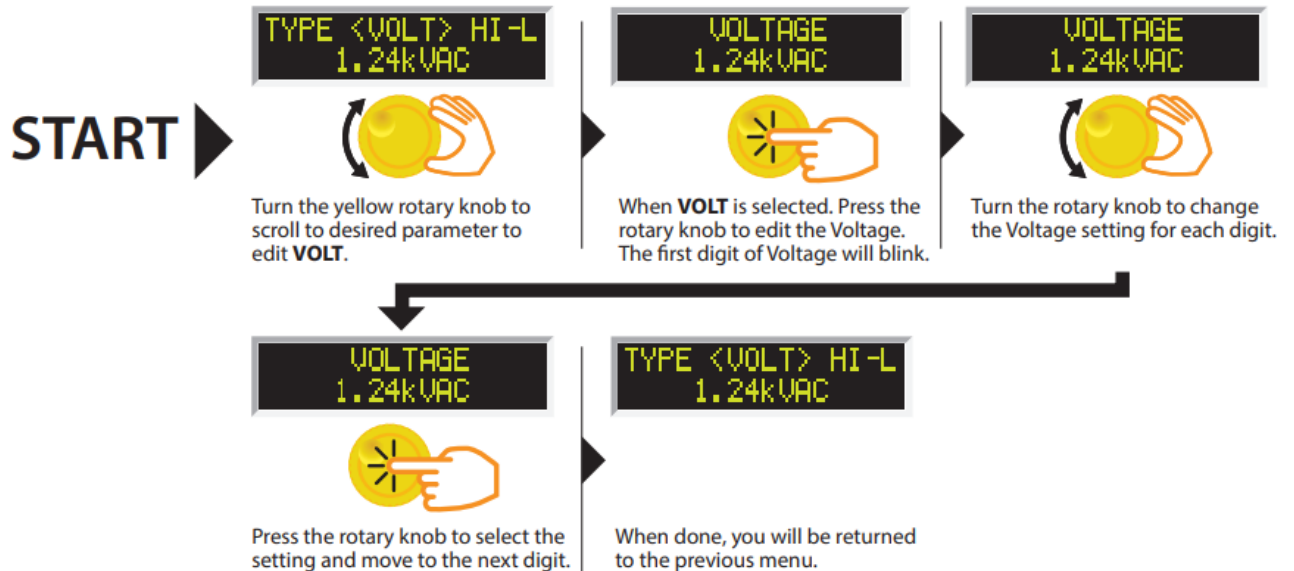 START
TYPE <VOLT> HI-L
1.24kVAC
Turn the yellow rotary knob to
scroll to desired parameter to
edit VOLT.
VOLTAGE
1.24kVAC
When VOLT is selected. Press the
rotary knob to edit the Voltage.
The first digit of Voltage will blink.
VOLTAGE
1.24kVAC
Turn the rotary knob to change
the Voltage setting for each digit.
VOLTAGE
1.24kVAC
Press the rotary knob to select the
setting and move to the next digit.
TYPE <VOLT> HI-L
1.24kVAC
When done, you will be returned
to the previous menu.